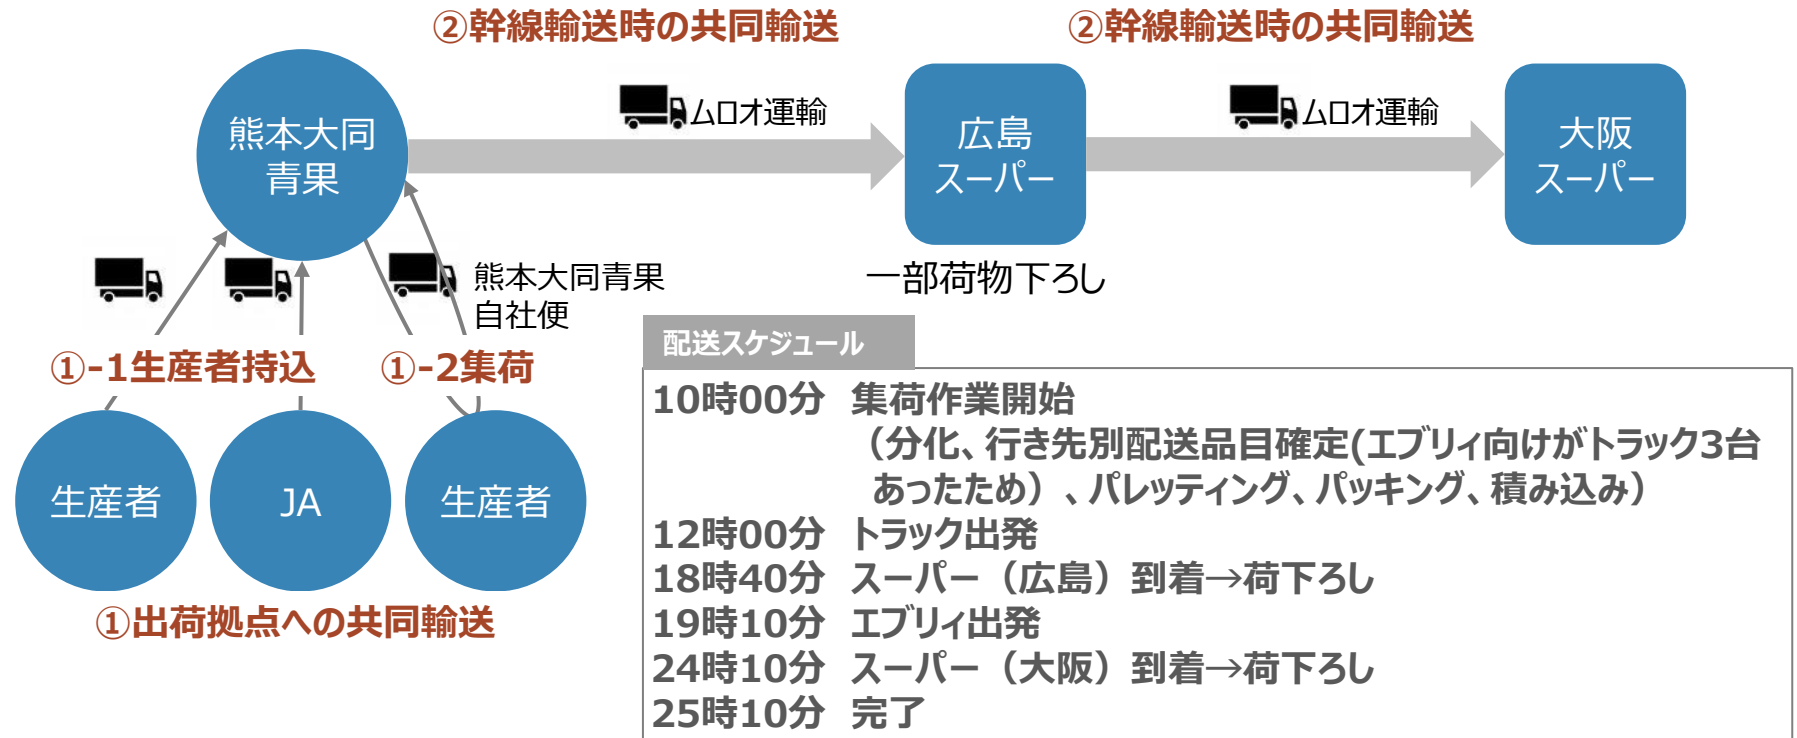 ②幹線輸送時の共同輸送
②幹線輸送時の共同輸送
ムロオ運輸
ムロオ運輸
熊本大同
青果
広島
スーパー
大阪
スーパー
一部荷物下ろし
熊本大同青果
自社便
①-1生産者持込
①-2集荷
生産者
JA
生産者
①出荷拠点への共同輸送
配送スケジュール
10時00分 集荷作業開始
（分化、行き先別配送品目確定(エブリィ向けがトラック3台
あったため）、パレッティング、パッキング、積み込み）
12時00分 トラック出発
18時40分 スーパー（広島）到着→荷下ろし
19時10分 エブリィ出発
24時10分 スーパー（大阪）到着→荷下ろし
25時10分 完了